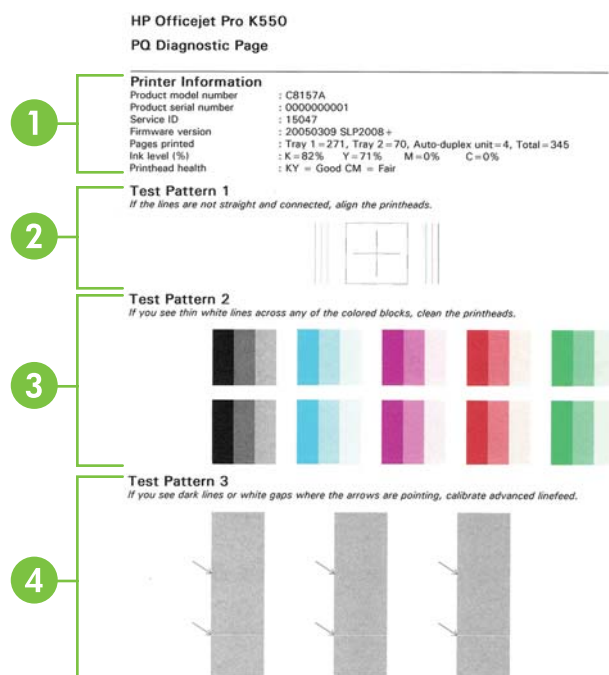 HP Officejet Pro K550
PQ Diagnostic Page
1
Printer Information
Product model number : C8157A
Product serial number : 0000000001
Service ID : 15047
Firmware version : 20050309 SLP2008+
Pages printed : Tray 1=271, Tray 2=70, Auto-duplex unit=4, Total=345
Ink level (%) : K=82% Y=71% M=0% C=0%
Printhead health : KY = Good CM = Fair
2
Test Pattern 1
If the lines are not straight and connected, align the printheads.
3
Test Pattern 2
If you see thin white lines across any of the colored blocks, clean the printheads.
4
Test Pattern 3
If you see dark lines or white gaps where the arrows are pointing, calibrate advanced linefeed.